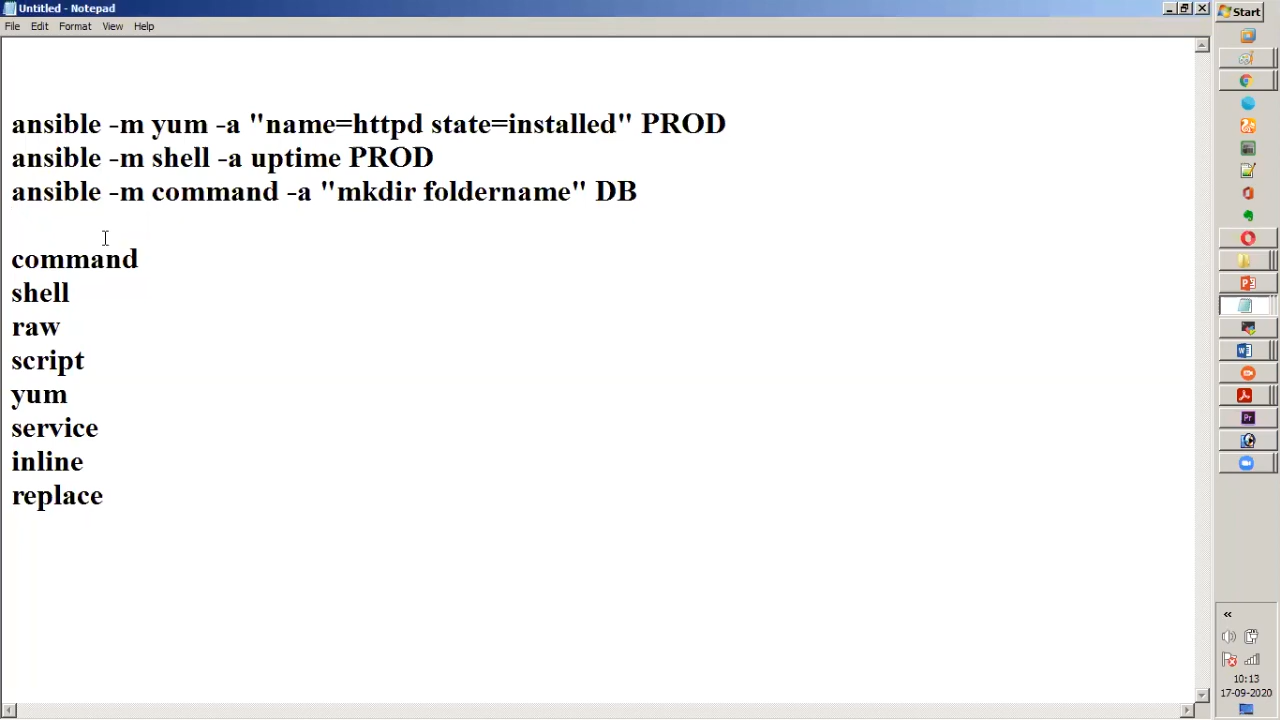 Untitled - Notepad
Start
File Edit Format View Help
ansible -m yum -a "name=httpd state=installed" PROD
ansible -m shell -a uptime PROD
ansible -m command -a "mkdir foldername" DB
command
shell
raw
script
yum
service
inline
replace
10:13
17-09-2020